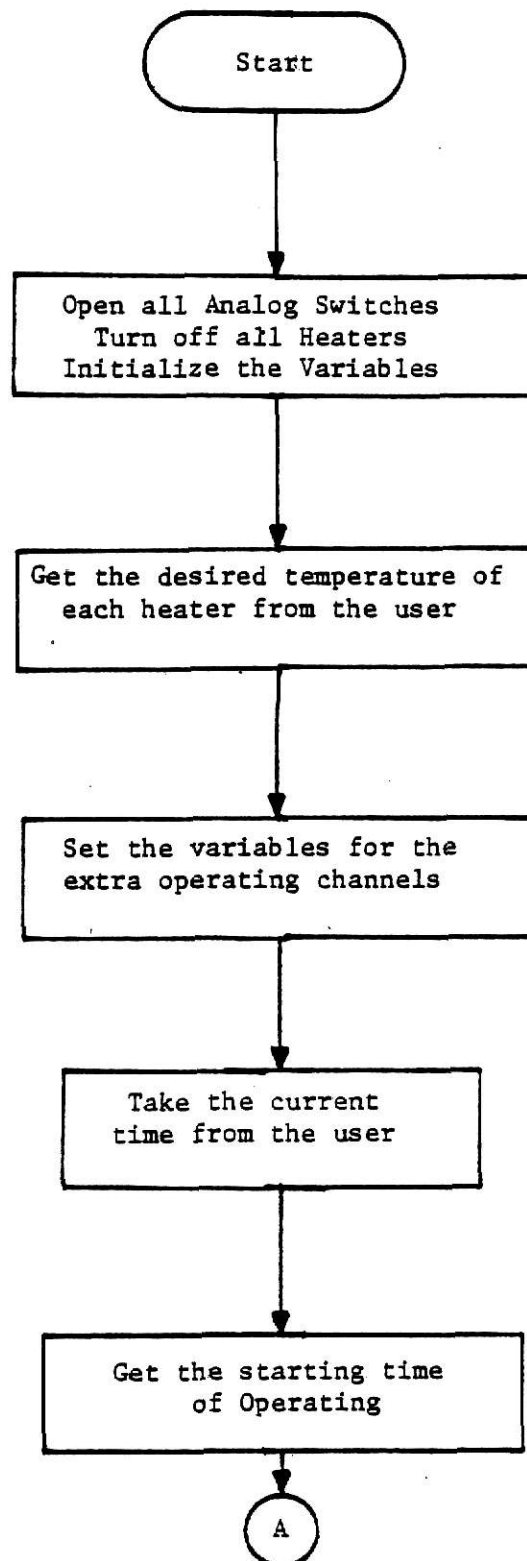 Start
Open all Analog Switches
Turn off all Heaters
Initialize the Variables
Get the desired temperature of
each heater from the user
Set the variables for the
extra operating channels
Take the current
time from the user
Get the starting time
of Operating
A